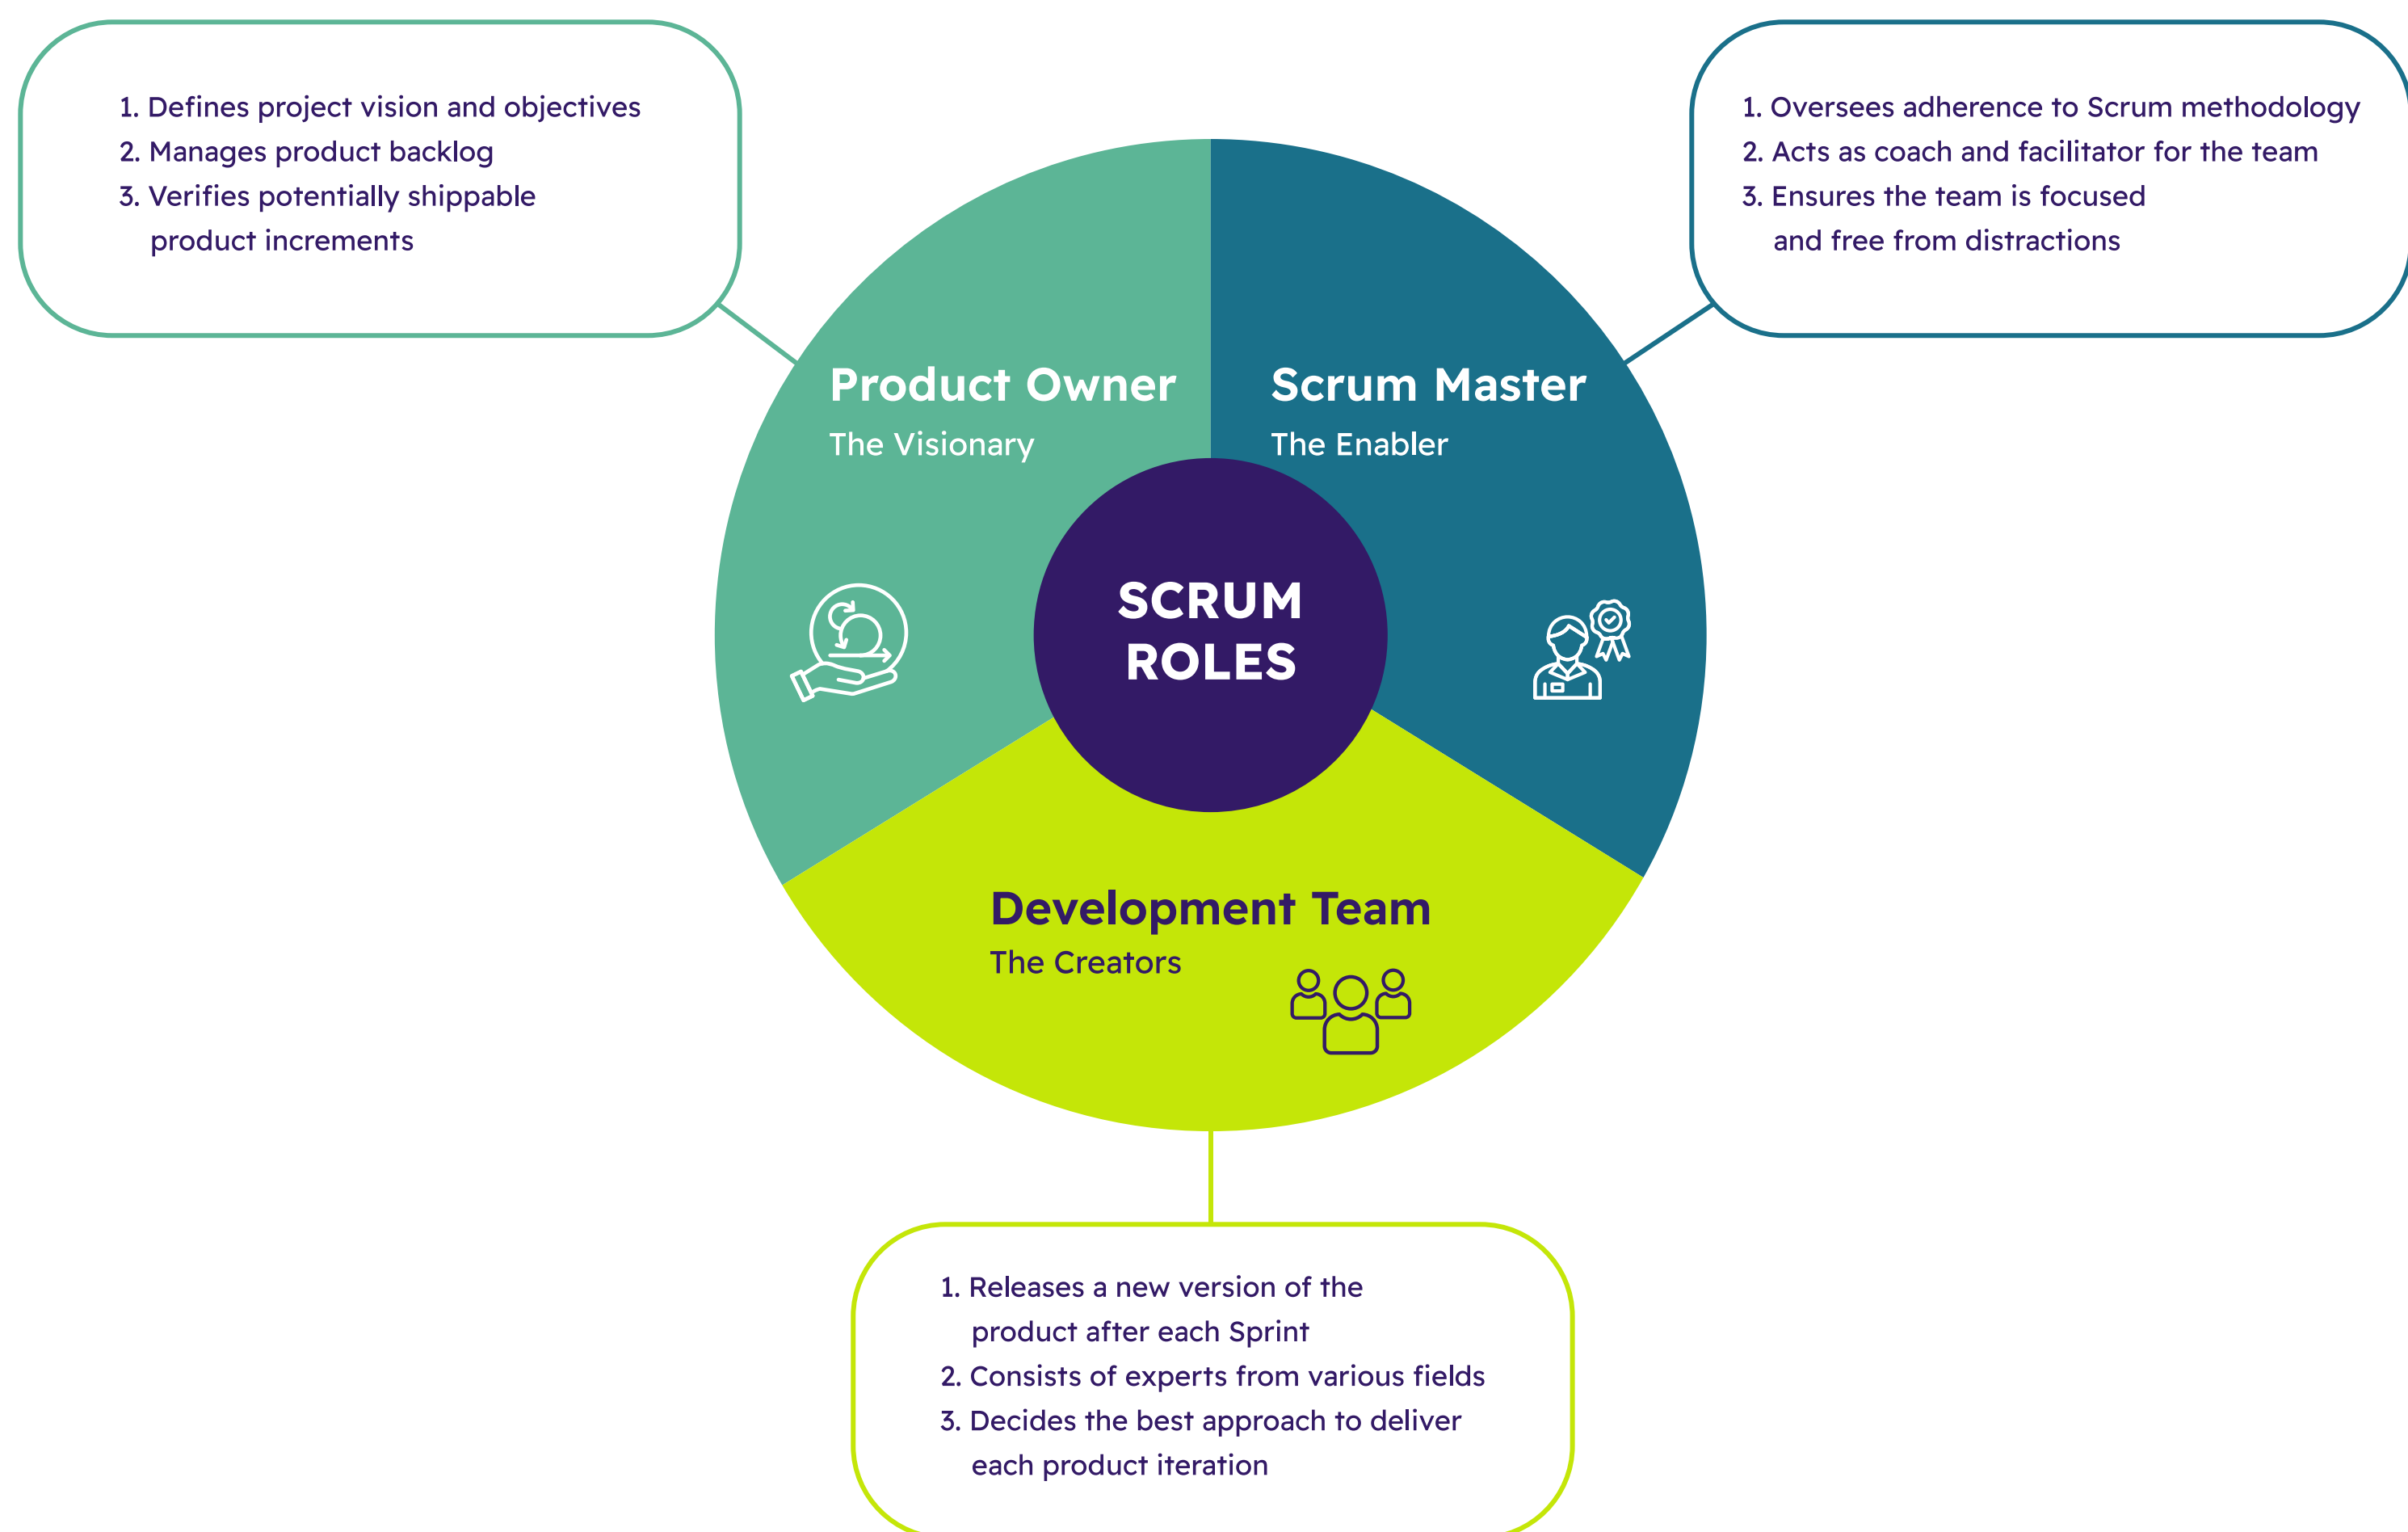 1. Defines project vision and objectives
2. Manages product backlog
3. Verifies potentially shippable
product increments
1. Oversees adherence to Scrum methodology
2. Acts as coach and facilitator for the team
3. Ensures the team is focused
and free from distractions
Product Owner
The Visionary
Scrum Master
The Enabler
SCRUM
ROLES
Development Team
The Creators
1. Releases a new version of the
product after each Sprint
2. Consists of experts from various fields
3. Decides the best approach to deliver
each product iteration